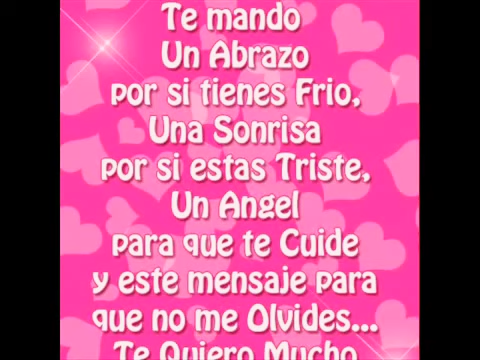 Te mando
Un Abrazo
por si tienes Frio,
Una Sonrisa
por si estas Triste,
Un Angel
para que te Cuide
y este mensaje para
que no me Olvides...
Te Quiero Mucho